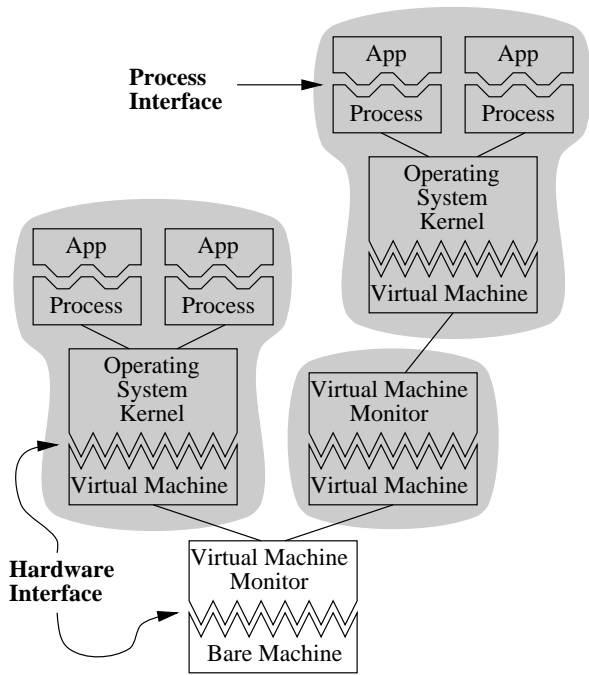 App
App
Process
Interface
Process
Process
Operating
System
Kernel
Virtual Machine
App
App
Process
Process
Operating
System
Kernel
Virtual Machine
Virtual Machine
Monitor
Virtual Machine
Hardware
Interface
Virtual Machine
Monitor
Bare Machine